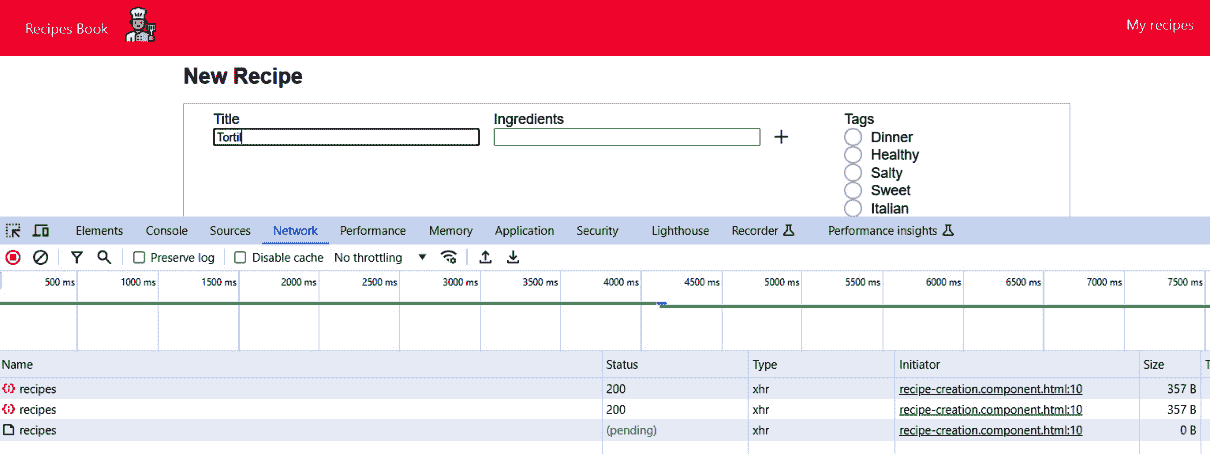 Recipes Book
My recipes
New Recipe
Title Ingredients Tags
Tortil
Dinner
Healthy
Salty
Sweet
Italian
Elements Console Sources Network Performance Memory Application Security Lighthouse Recorder Performance insights
Preserve log Disable cache No throttling
500 ms 1000 ms 1500 ms 2000 ms 2500 ms 3000 ms 3500 ms 4000 ms 4500 ms 5000 ms 5500 ms 6000 ms 6500 ms 7000 ms 7500 ms
Name Status Type Initiator Size T
recipes 200 xhr recipe-creation.component.html:10 357 B
recipes 200 xhr recipe-creation.component.html:10 357 B
recipes (pending) xhr recipe-creation.component.html:10 0 B